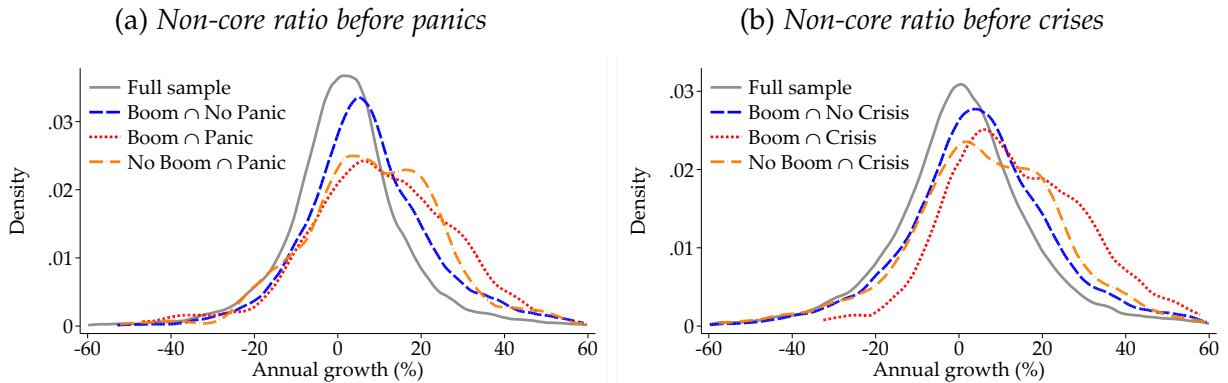 (a) Non-core ratio before panics
Full sample
Boom ∩ No Panic
Boom ∩ Panic
No Boom ∩ Panic
Density
.03
.02
.01
0
-60 -40 -20 0 20 40 60
Annual growth (%)
(b) Non-core ratio before crises
Full sample
Boom ∩ No Crisis
Boom ∩ Crisis
No Boom ∩ Crisis
Density
.03
.02
.01
0
-60 -40 -20 0 20 40 60
Annual growth (%)